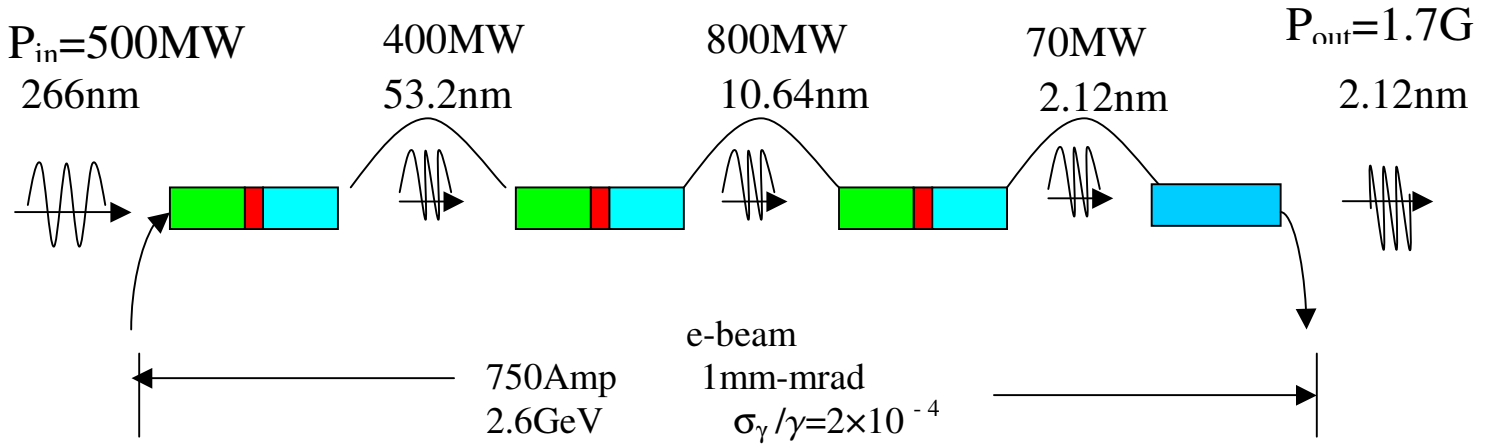 P_in=500MW 400MW 800MW 70MW P_out=1.7G
266nm 53.2nm 10.64nm 2.12nm 2.12nm
e-beam
750Amp 1mm-mrad
2.6GeV σ_γ/γ=2×10⁻⁴